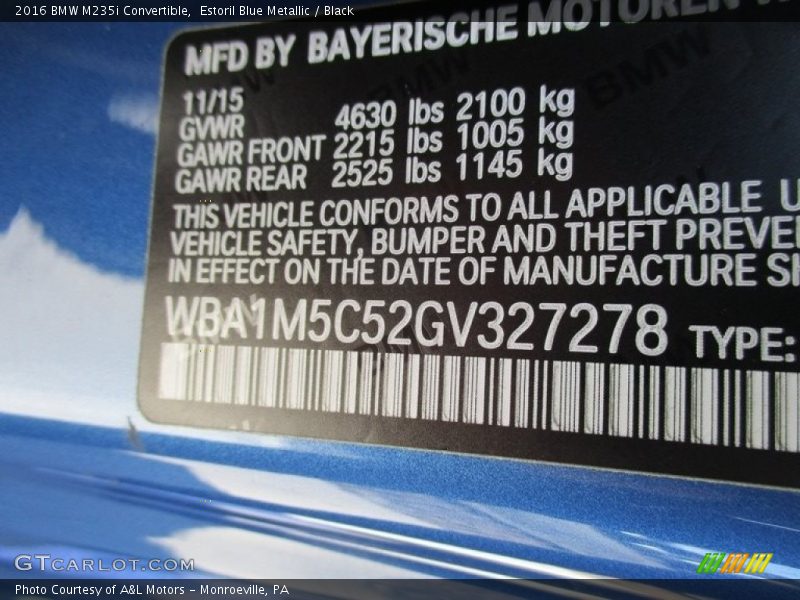 2016 BMW M235i Convertible, Estoril Blue Metallic / Black
MFD BY BAYERISCHE MOTOREN
11/15
GVWR 4630 lbs 2100 kg
GAWR FRONT 2215 lbs 1005 kg
GAWR REAR 2525 lbs 1145 kg
THIS VEHICLE CONFORMS TO ALL APPLICABLE U
VEHICLE SAFETY, BUMPER AND THEFT PREVE
IN EFFECT ON THE DATE OF MANUFACTURE SH
WBA1M5C52GV327278 TYPE:
GTcarlot.com
Photo Courtesy of A&L Motors – Monroeville, PA